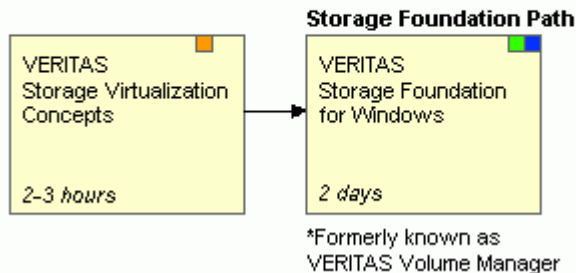 Storage Foundation Path
VERITAS
Storage Virtualization
Concepts
2-3 hours
VERITAS
Storage Foundation
for Windows
2 days
*Formerly known as
VERITAS Volume Manager